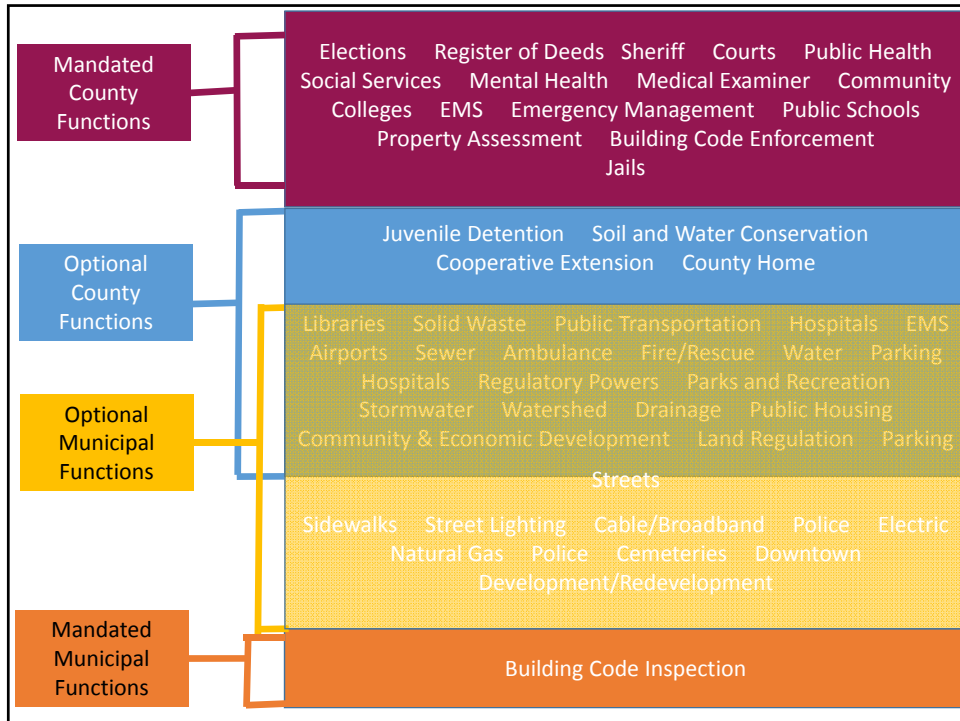 Mandated
County
Functions
Elections Register of Deeds Sheriff Courts Public Health
Social Services Mental Health Medical Examiner Community
Colleges EMS Emergency Management Public Schools
Property Assessment Building Code Enforcement
Jails
Optional
County
Functions
Juvenile Detention Soil and Water Conservation
Cooperative Extension County Home
Optional
Municipal
Functions
Libraries Solid Waste Public Transportation Hospitals EMS
Airports Sewer Ambulance Fire/Rescue Water Parking
Hospitals Regulatory Powers Parks and Recreation
Stormwater Watershed Drainage Public Housing
Community & Economic Development Land Regulation Parking
Streets
Sidewalks Street Lighting Cable/Broadband Police Electric
Natural Gas Police Cemeteries Downtown
Development/Redevelopment
Mandated
Municipal
Functions
Building Code Inspection